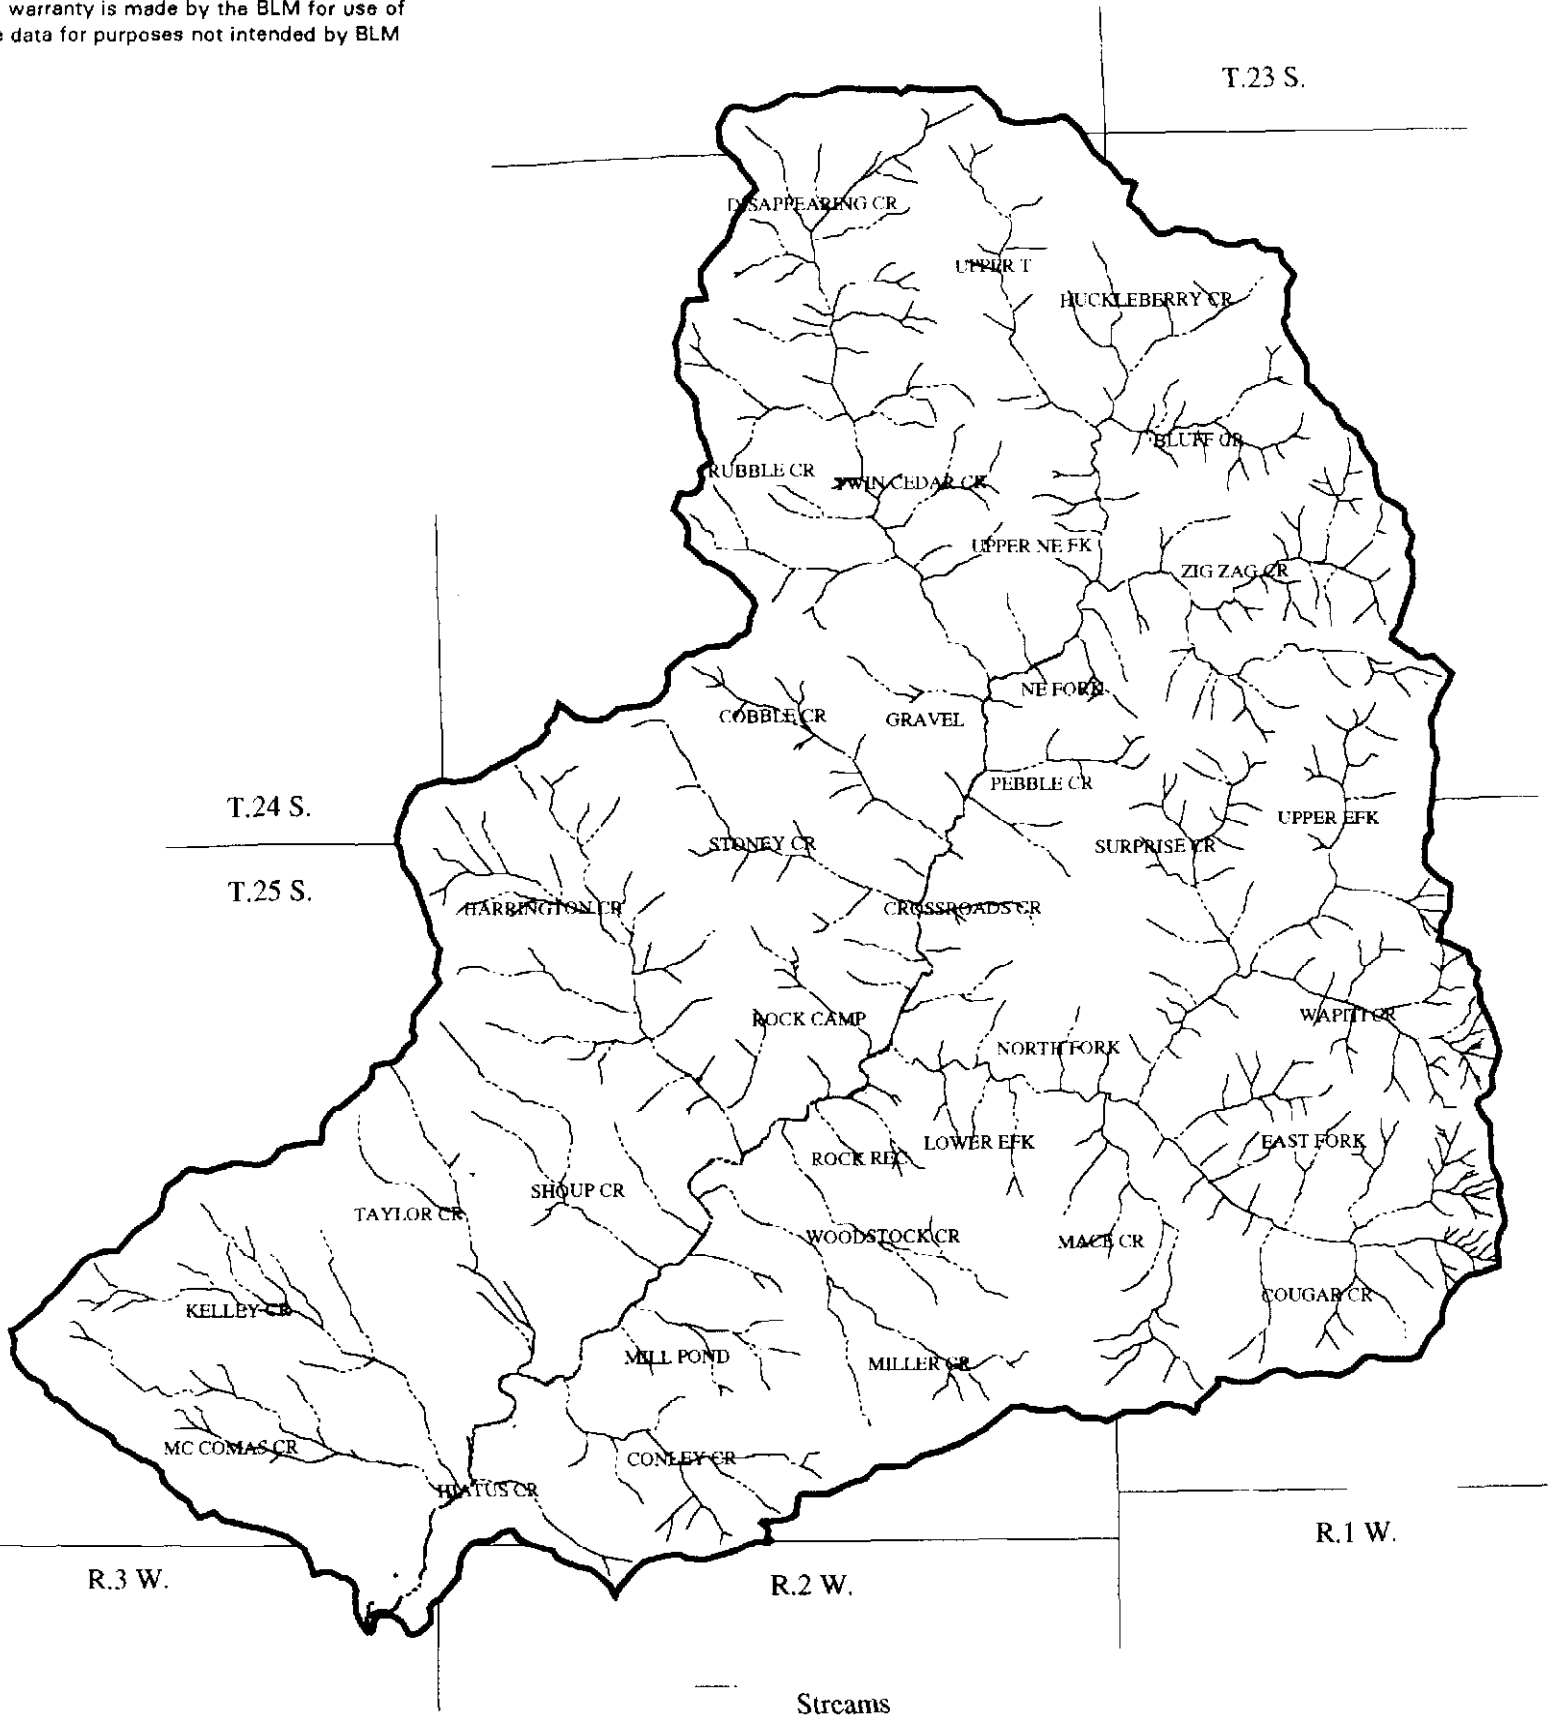 warranty is made by the BLM for use of
data for purposes not intended by BLM
T.23 S.
DISAPPEARING CR
UPPER T
HUCKLEBERRY CR
BLUFF CR
RUBBLE CR
TWIN CEDAR CR
UPPER NE FK
ZIG ZAG CR
NE FORK
COBBLE CR
GRAVEL
PEBBLE CR
T.24 S.
UPPER EFK
STONEY CR
SURPRISE CR
T.25 S.
HARRINGTON CR
CROSSROADS CR
WAPITI CR
ROCK CAMP
NORTH FORK
EAST FORK
LOWER EFK
ROCK REC
SHOUP CR
TAYLOR CR
WOODSTOCK CR
MACE CR
COUGAR CR
KELLEY CR
MILL POND
MILLER CR
MC COMAS CR
CONLEY CR
HIATUS CR
R.1 W.
R.3 W.
R.2 W.
Streams